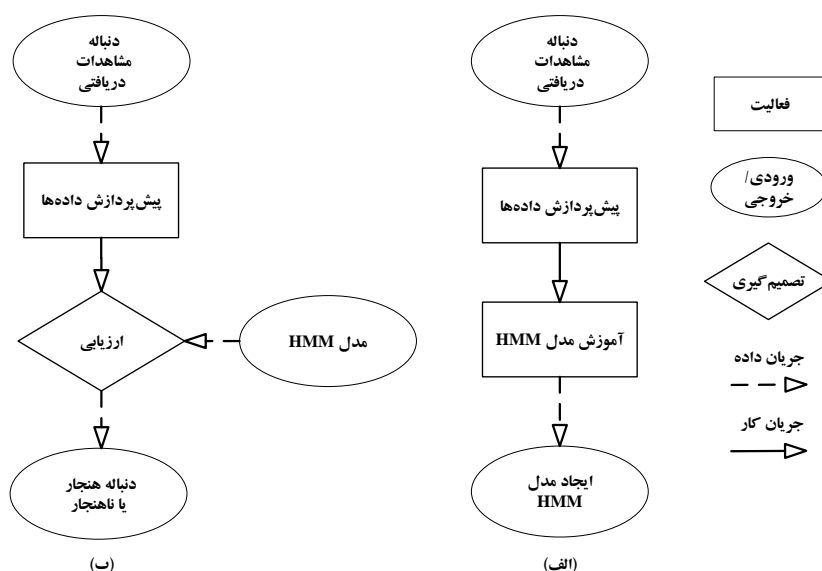 دنباله
مشاهدات
دریافتی
پیش‌پردازش داده‌ها
آموزش مدل HMM
ایجاد مدل
HMM
(الف)
دنباله
مشاهدات
دریافتی
پیش‌پردازش داده‌ها
ارزیابی
مدل HMM
دنباله هنجار
یا ناهنجار
(ب)
فعالیت
ورودی/
خروجی
تصمیم‌گیری
جریان داده
جریان کار